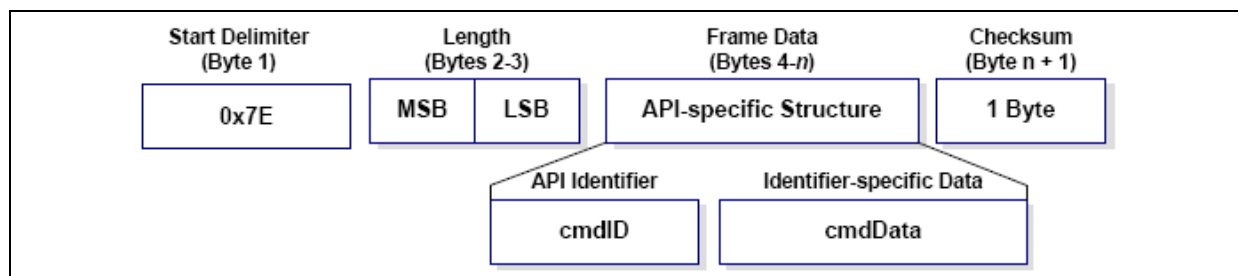 Start Delimiter
(Byte 1)
Length
(Bytes 2-3)
Frame Data
(Bytes 4-n)
Checksum
(Byte n + 1)
0x7E
MSB
LSB
API-specific Structure
1 Byte
API Identifier
Identifier-specific Data
cmdID
cmdData